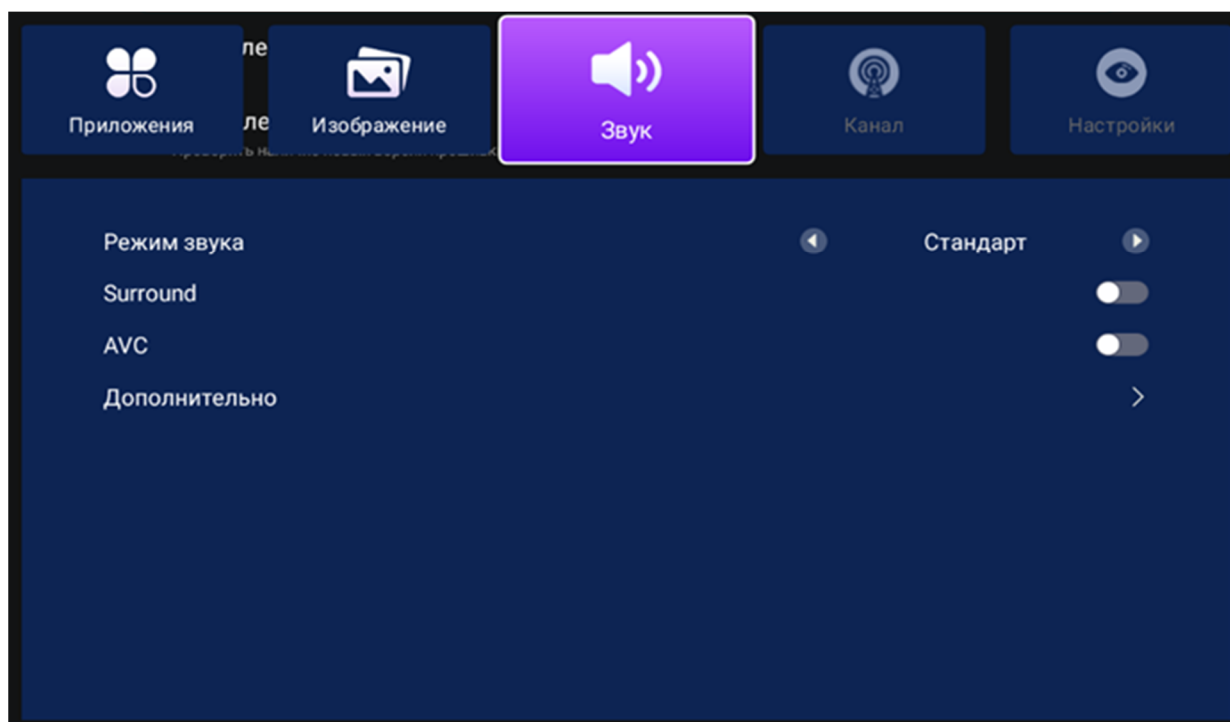 Приложения
Изображение
Звук
Канал
Настройки
Режим звука
Стандарт
Surround
AVC
Дополнительно